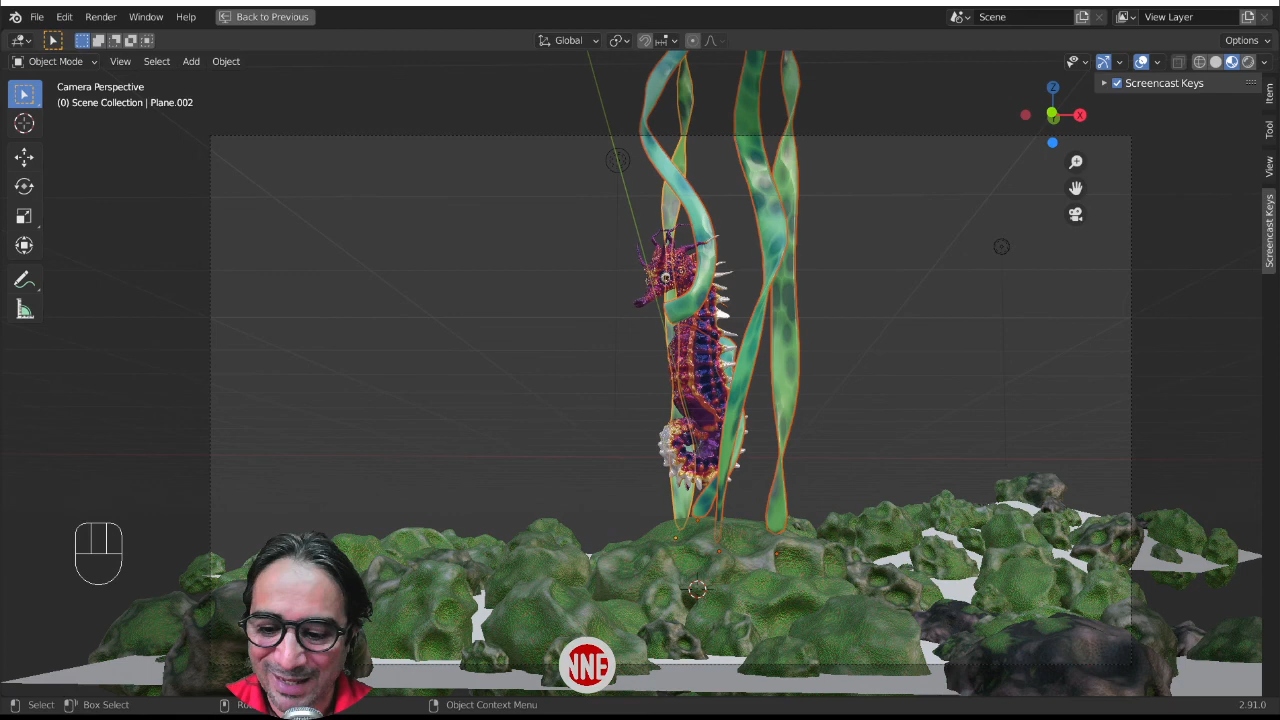 File Edit Render Window Help Back to Previous Scene View Layer
Global Options
Object Mode View Select Add Object
Camera Perspective
(0) Scene Collection | Plane.002
Screencast Keys
Z
X
Y
Item
Tool
View
Screencast Keys
NNE
Select Box Select Object Context Menu 2.91.0